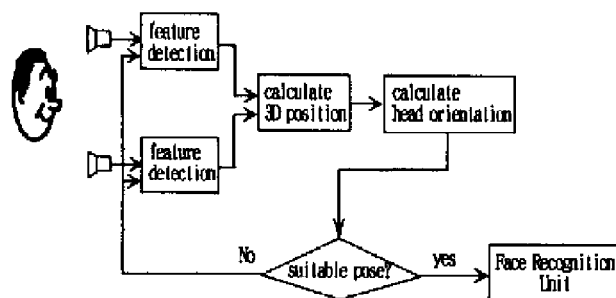 feature
detection
calculate
3D position
calculate
head orientation
feature
detection
No
suitable pose?
yes
Face Recognition
Unit